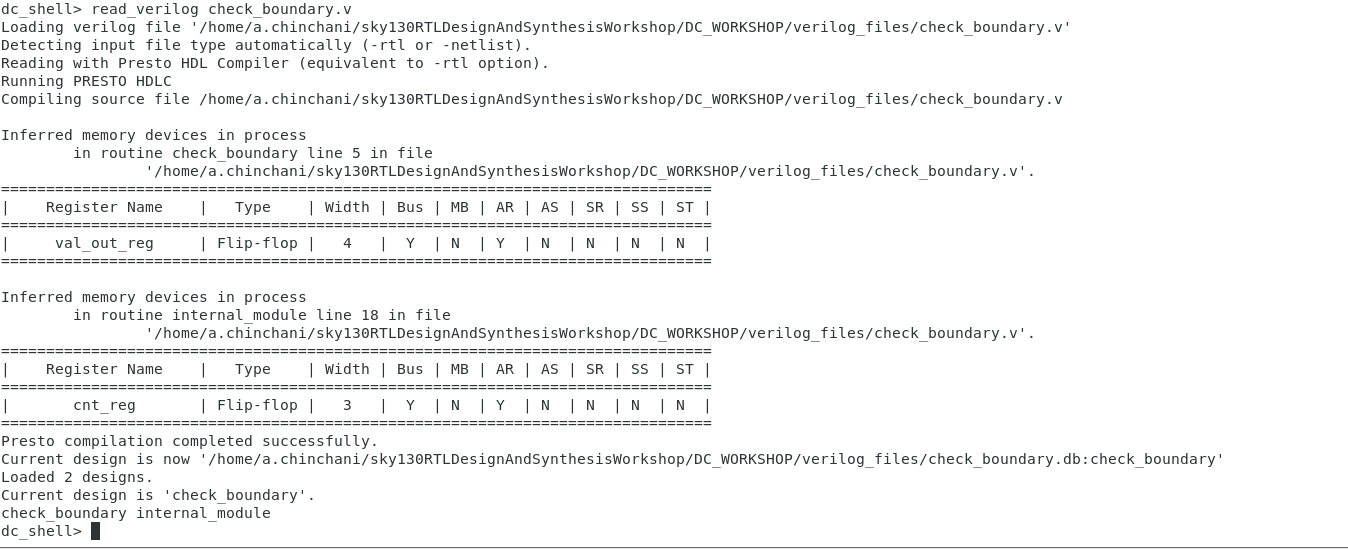 dc_shell> read_verilog check_boundary.v
Loading verilog file '/home/a.chinchani/sky130RTLDesignAndSynthesisWorkshop/DC_WORKSHOP/verilog_files/check_boundary.v'
Detecting input file type automatically (-rtl or -netlist).
Reading with Presto HDL Compiler (equivalent to -rtl option).
Running PRESTO HDLC
Compiling source file /home/a.chinchani/sky130RTLDesignAndSynthesisWorkshop/DC_WORKSHOP/verilog_files/check_boundary.v

Inferred memory devices in process
        in routine check_boundary line 5 in file
                '/home/a.chinchani/sky130RTLDesignAndSynthesisWorkshop/DC_WORKSHOP/verilog_files/check_boundary.v'.
===============================================================================
|    Register Name    |   Type    | Width | Bus | MB | AR | AS | SR | SS | ST |
===============================================================================
|     val_out_reg     | Flip-flop |   4   |  Y  | N  | Y  | N  | N  | N  | N  |
===============================================================================

Inferred memory devices in process
        in routine internal_module line 18 in file
                '/home/a.chinchani/sky130RTLDesignAndSynthesisWorkshop/DC_WORKSHOP/verilog_files/check_boundary.v'.
===============================================================================
|    Register Name    |   Type    | Width | Bus | MB | AR | AS | SR | SS | ST |
===============================================================================
|       cnt_reg       | Flip-flop |   3   |  Y  | N  | Y  | N  | N  | N  | N  |
===============================================================================
Presto compilation completed successfully.
Current design is now '/home/a.chinchani/sky130RTLDesignAndSynthesisWorkshop/DC_WORKSHOP/verilog_files/check_boundary.db:check_boundary'
Loaded 2 designs.
Current design is 'check_boundary'.
check_boundary internal_module
dc_shell>